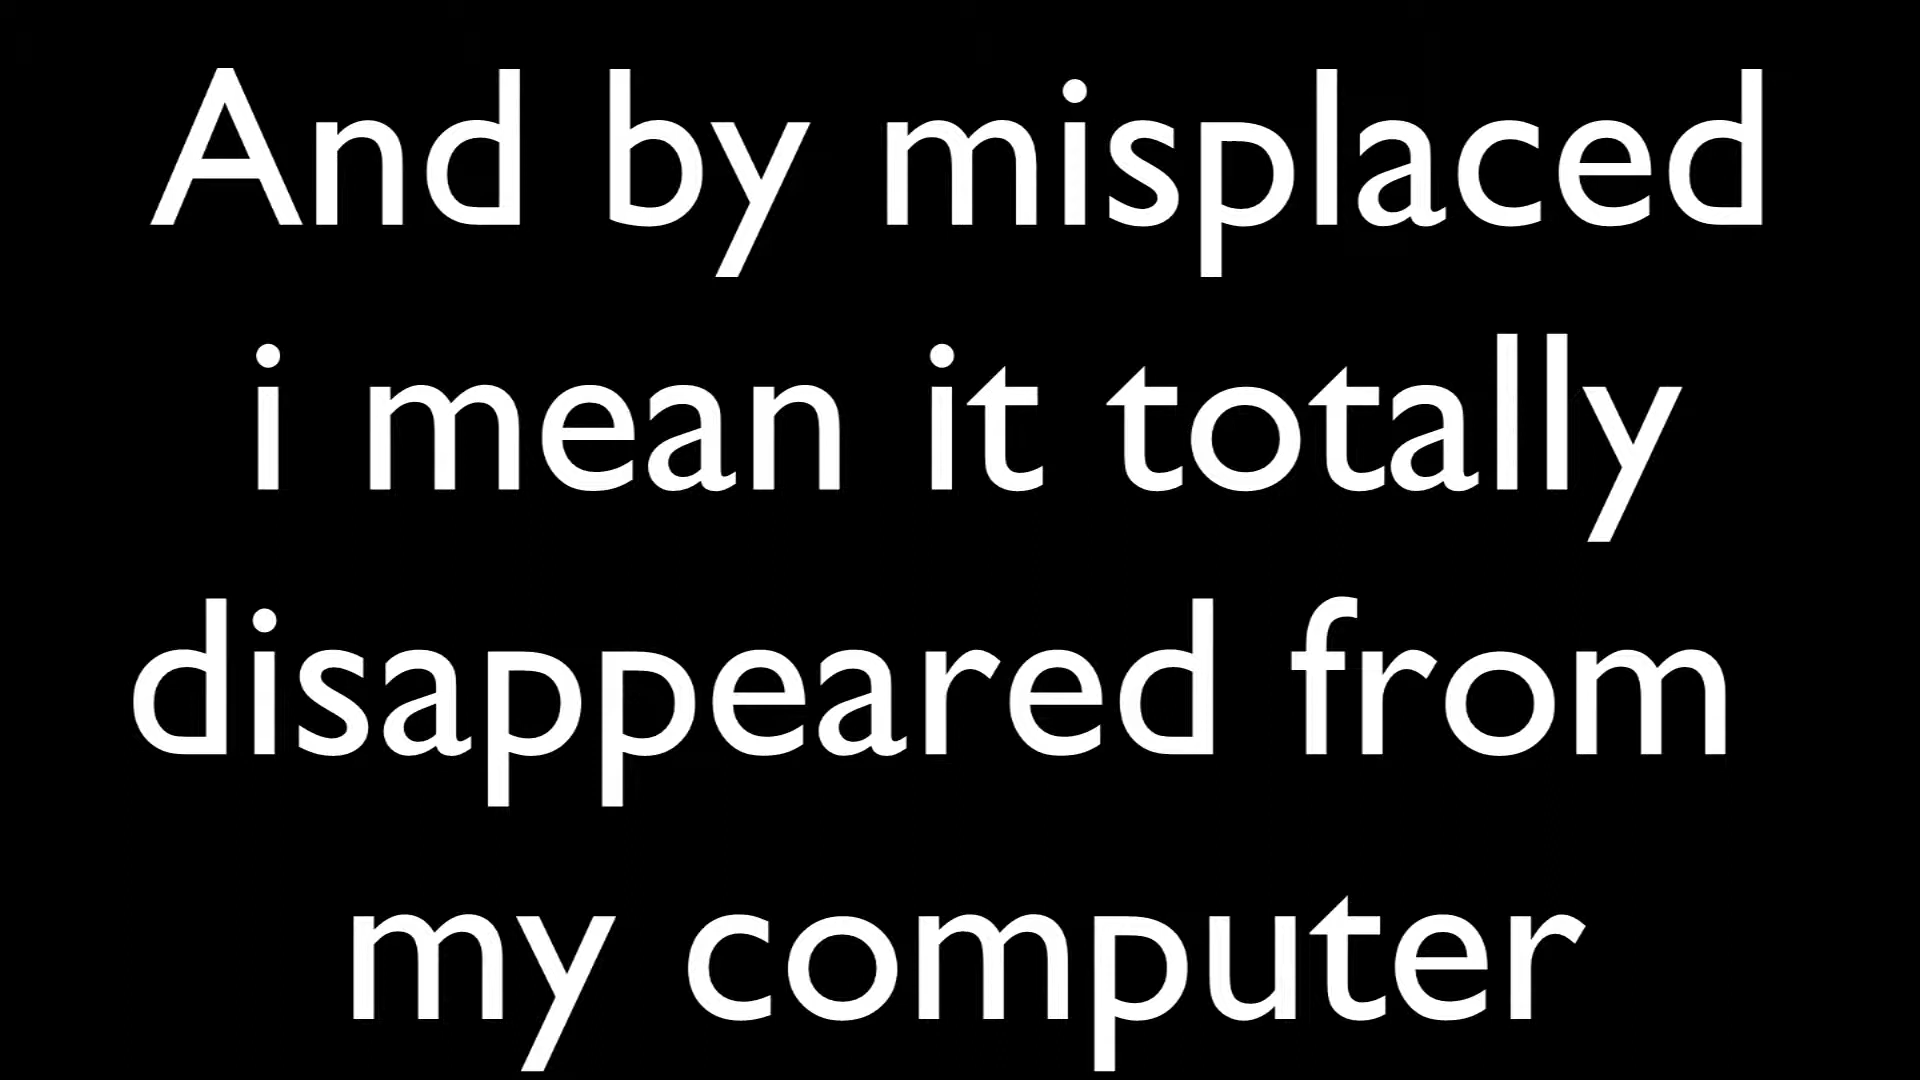 And by misplaced
i mean it totally
disappeared from
my computer